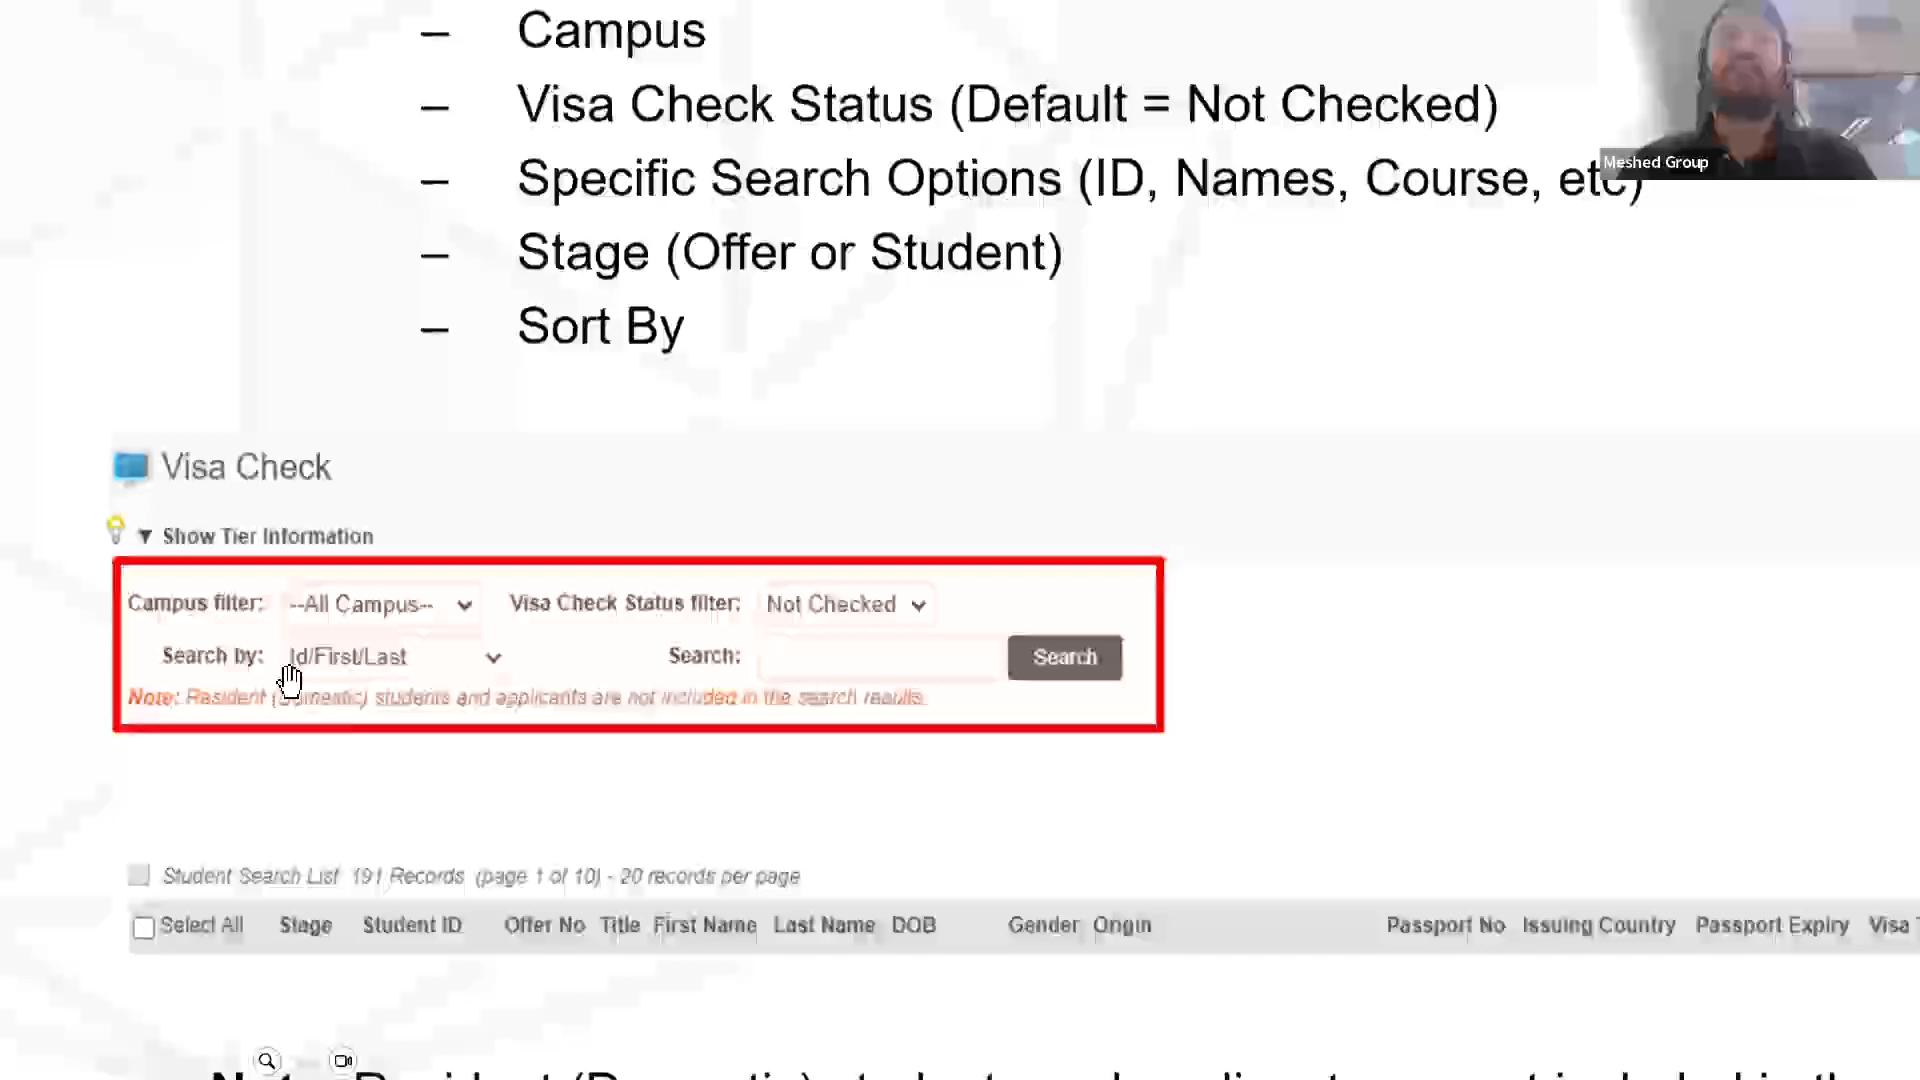 – Campus
– Visa Check Status (Default = Not Checked)
– Specific Search Options (ID, Names, Course, etc)
Meshed Group
– Stage (Offer or Student)
– Sort By
Visa Check
▼ Show Tier Information
Campus filter: --All Campus-- Visa Check Status filter: Not Checked
Search by: Id/First/Last Search: Search
Note: Resident (Domestic) students and applicants are not included in the search results.
Student Search List 191 Records (page 1 of 10) - 20 records per page
Select All Stage Student ID Offer No Title First Name Last Name DOB Gender Origin Passport No Issuing Country Passport Expiry Visa